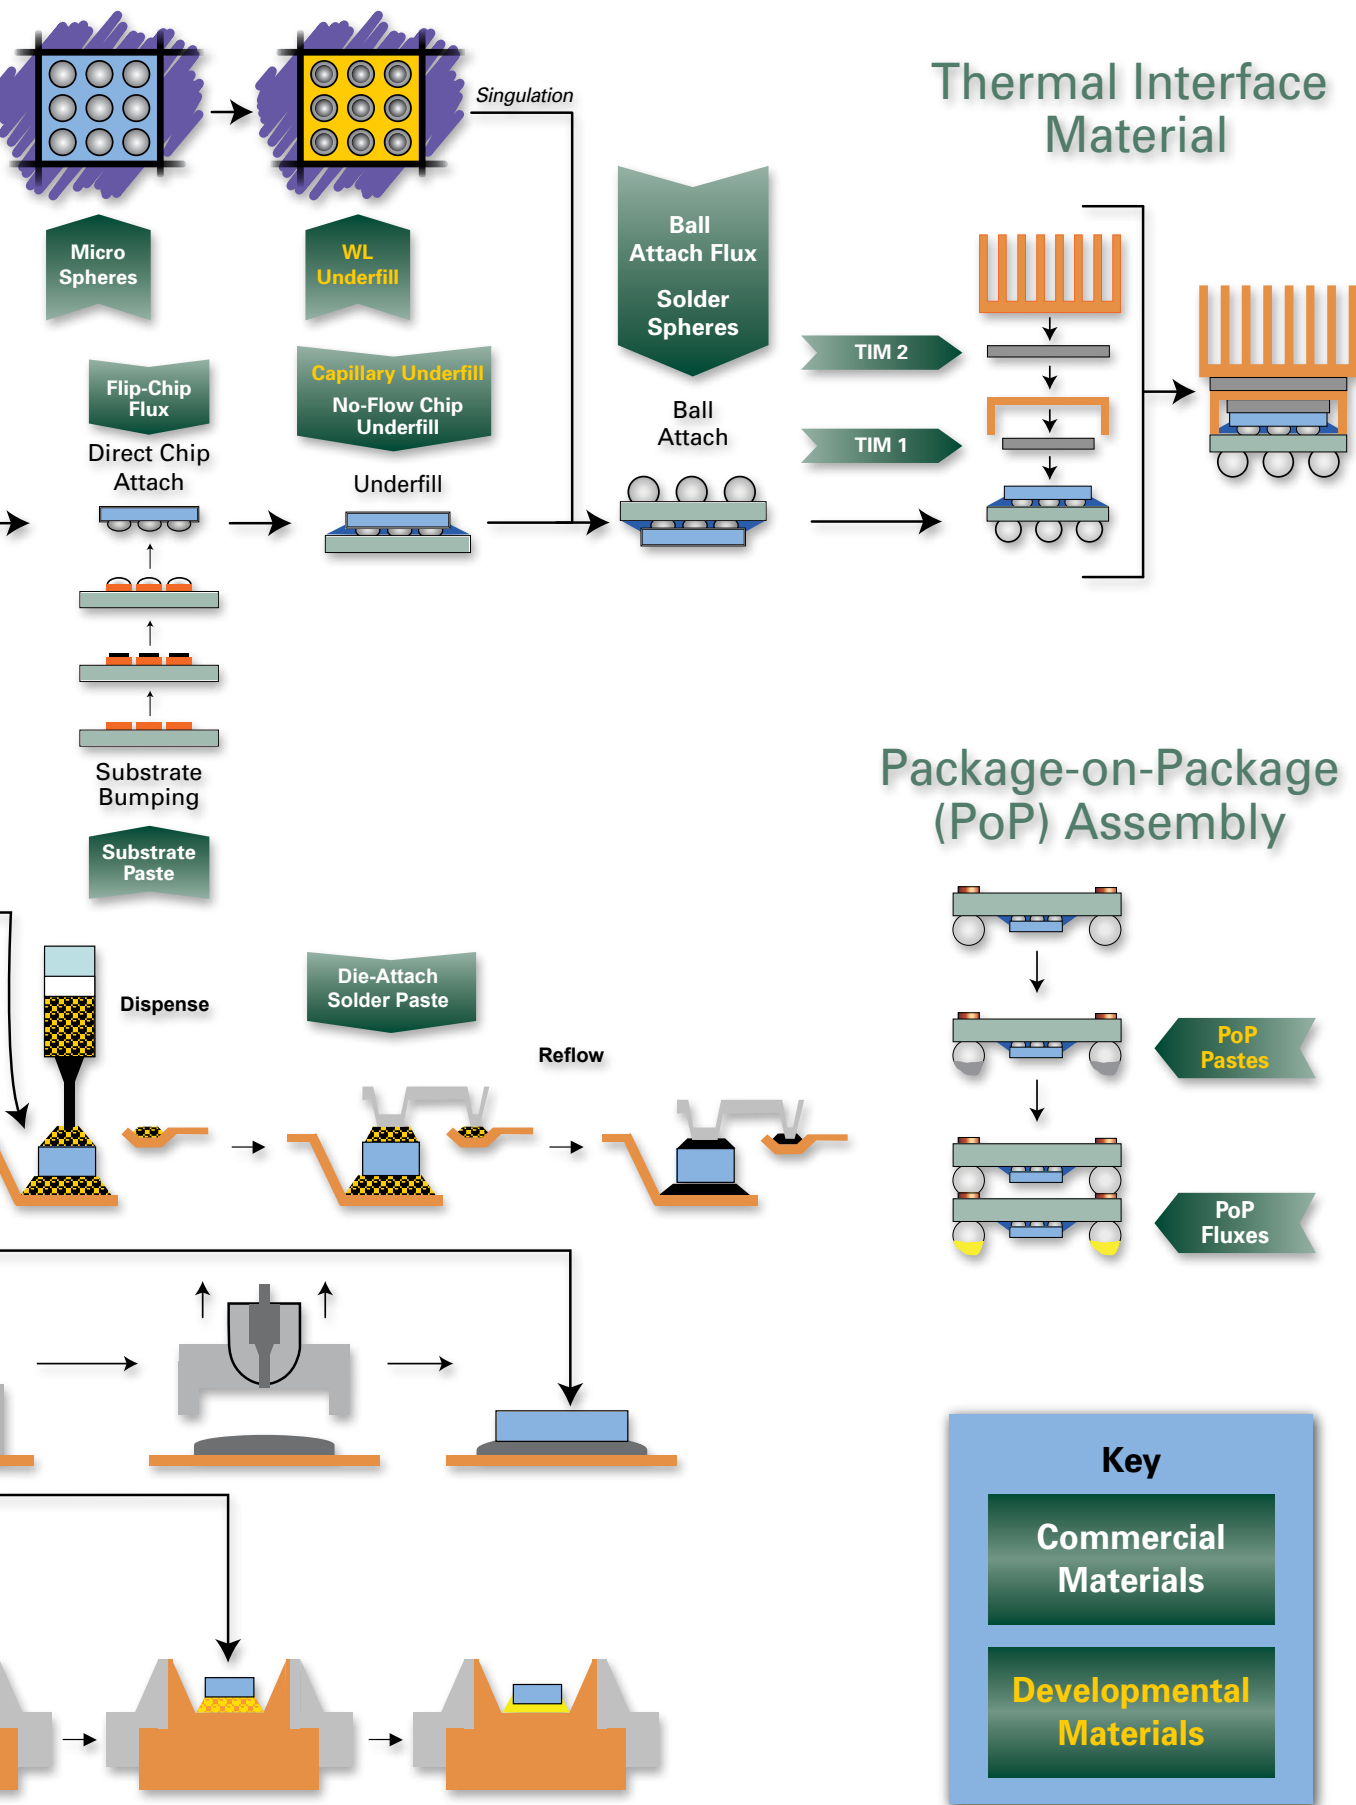 Singulation
Thermal Interface
Material
Micro
Spheres
WL
Underfill
Ball
Attach Flux
Solder
Spheres
TIM 2
TIM 1
Flip-Chip
Flux
Capillary Underfill
No-Flow Chip
Underfill
Direct Chip
Attach
Underfill
Ball
Attach
Substrate
Bumping
Substrate
Paste
Package-on-Package
(PoP) Assembly
Dispense
Die-Attach
Solder Paste
Reflow
PoP
Pastes
PoP
Fluxes
Key
Commercial
Materials
Developmental
Materials